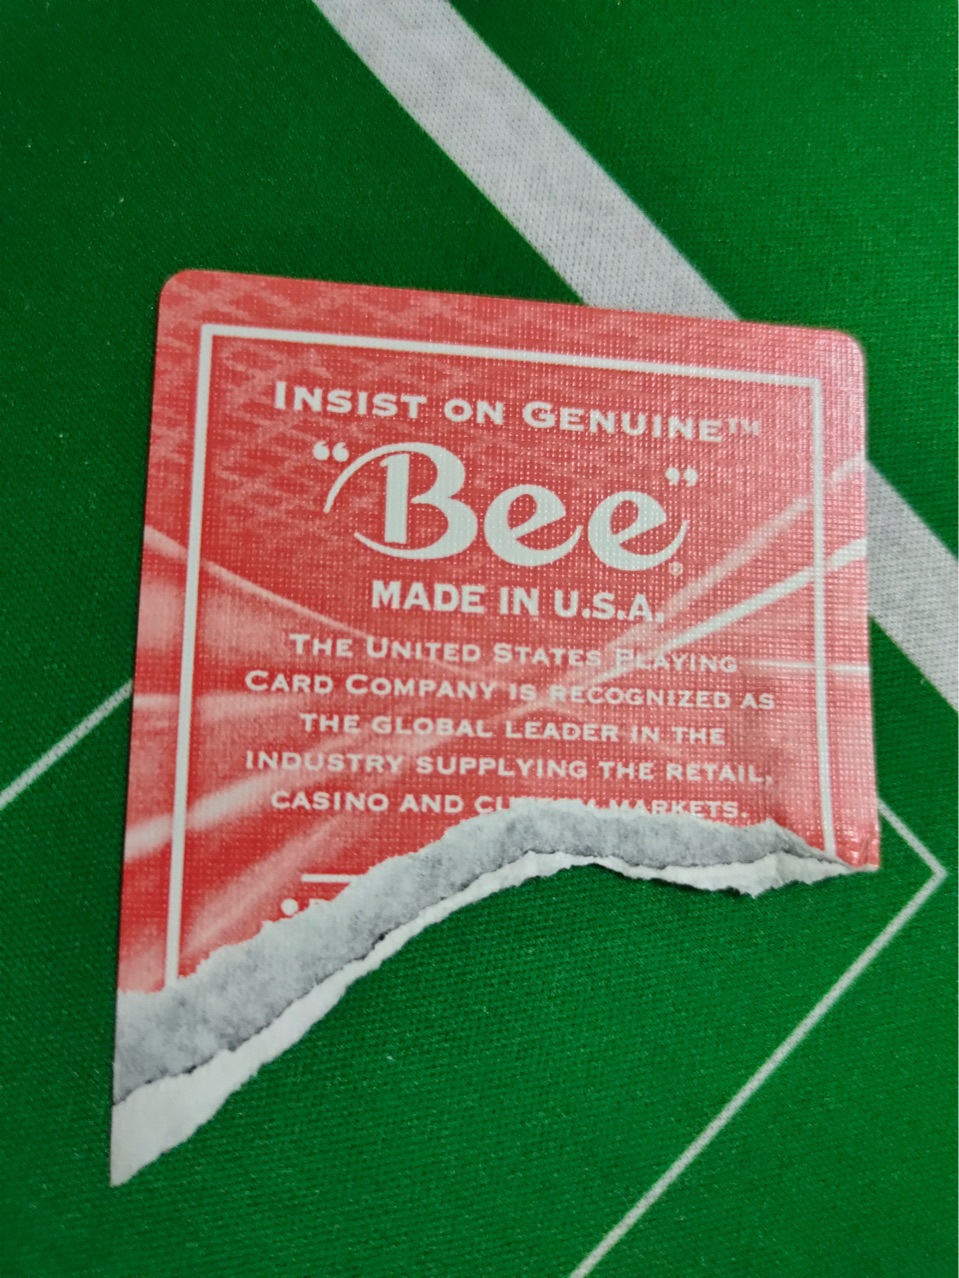 INSIST ON GENUINE™
“Bee”®
MADE IN U.S.A.
THE UNITED STATES PLAYING
CARD COMPANY IS RECOGNIZED AS
THE GLOBAL LEADER IN THE
INDUSTRY SUPPLYING THE RETAIL,
CASINO AND CUSTOM MARKETS.